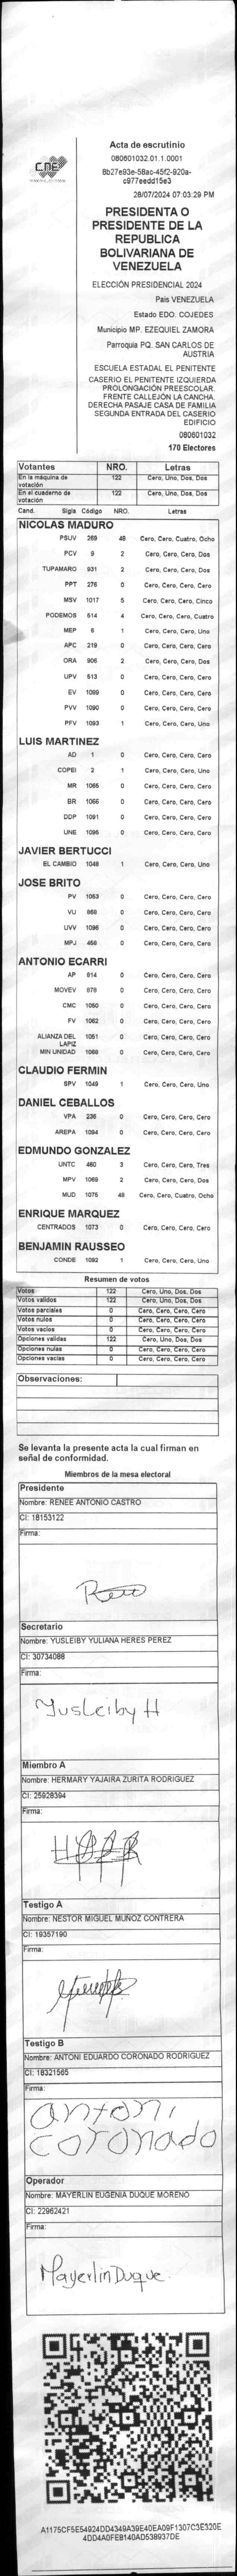 CNE
Acta de escrutinio
080601032.01.1.0001
8b27e93e-58ac-45f2-920a-
c977eedd15e3
28/07/2024 07:03:29 PM
PRESIDENTA O
PRESIDENTE DE LA
REPUBLICA
BOLIVARIANA DE
VENEZUELA
ELECCIÓN PRESIDENCIAL 2024
País VENEZUELA
Estado EDO. COJEDES
Municipio MP. EZEQUIEL ZAMORA
Parroquia PQ. SAN CARLOS DE
AUSTRIA
ESCUELA ESTADAL EL PENITENTE
CASERIO EL PENITENTE IZQUIERDA
PROLONGACIÓN PREESCOLAR.
FRENTE CALLEJÓN LA CANCHA.
DERECHA PASAJE CASA DE FAMILIA
SEGUNDA ENTRADA DEL CASERIO
EDIFICIO
080601032
170 Electores
Votantes NRO. Letras
En la máquina de votación 122 Cero, Uno, Dos, Dos
En el cuaderno de votación 122 Cero, Uno, Dos, Dos
Cand. Sigla Código NRO. Letras
NICOLAS MADURO
PSUV 269 48 Cero, Cero, Cuatro, Ocho
PCV 9 2 Cero, Cero, Cero, Dos
TUPAMARO 931 2 Cero, Cero, Cero, Dos
PPT 276 0 Cero, Cero, Cero, Cero
MSV 1017 5 Cero, Cero, Cero, Cinco
PODEMOS 514 4 Cero, Cero, Cero, Cuatro
MEP 6 1 Cero, Cero, Cero, Uno
APC 219 0 Cero, Cero, Cero, Cero
ORA 906 2 Cero, Cero, Cero, Dos
UPV 513 0 Cero, Cero, Cero, Cero
EV 1089 0 Cero, Cero, Cero, Cero
PVV 1090 0 Cero, Cero, Cero, Cero
PFV 1093 1 Cero, Cero, Cero, Uno
LUIS MARTINEZ
AD 1 0 Cero, Cero, Cero, Cero
COPEI 2 1 Cero, Cero, Cero, Uno
MR 1065 0 Cero, Cero, Cero, Cero
BR 1066 0 Cero, Cero, Cero, Cero
DDP 1091 0 Cero, Cero, Cero, Cero
UNE 1095 0 Cero, Cero, Cero, Cero
JAVIER BERTUCCI
EL CAMBIO 1048 1 Cero, Cero, Cero, Uno
JOSE BRITO
PV 1053 0 Cero, Cero, Cero, Cero
VU 868 0 Cero, Cero, Cero, Cero
UVV 1096 0 Cero, Cero, Cero, Cero
MPJ 458 0 Cero, Cero, Cero, Cero
ANTONIO ECARRI
AP 814 0 Cero, Cero, Cero, Cero
MOVEV 878 0 Cero, Cero, Cero, Cero
CMC 1050 0 Cero, Cero, Cero, Cero
FV 1062 0 Cero, Cero, Cero, Cero
ALIANZA DEL LAPIZ 1051 0 Cero, Cero, Cero, Cero
MIN UNIDAD 1088 0 Cero, Cero, Cero, Cero
CLAUDIO FERMIN
SPV 1049 1 Cero, Cero, Cero, Uno
DANIEL CEBALLOS
VPA 236 0 Cero, Cero, Cero, Cero
AREPA 1094 0 Cero, Cero, Cero, Cero
EDMUNDO GONZALEZ
UNTC 460 3 Cero, Cero, Cero, Tres
MPV 1069 2 Cero, Cero, Cero, Dos
MUD 1075 48 Cero, Cero, Cuatro, Ocho
ENRIQUE MARQUEZ
CENTRADOS 1073 0 Cero, Cero, Cero, Cero
BENJAMIN RAUSSEO
CONDE 1092 1 Cero, Cero, Cero, Uno
Resumen de votos
Votos 122 Cero, Uno, Dos, Dos
Votos validos 122 Cero, Uno, Dos, Dos
Votos parciales 0 Cero, Cero, Cero, Cero
Votos nulos 0 Cero, Cero, Cero, Cero
Votos vacíos 0 Cero, Cero, Cero, Cero
Opciones validas 122 Cero, Uno, Dos, Dos
Opciones nulas 0 Cero, Cero, Cero, Cero
Opciones vacías 0 Cero, Cero, Cero, Cero
Observaciones:
Se levanta la presente acta la cual firman en
señal de conformidad.
Miembros de la mesa electoral
Presidente
Nombre: RENEE ANTONIO CASTRO
CI: 18153122
Firma:
Secretario
Nombre: YUSLEIBY YULIANA HERES PEREZ
CI: 30734088
Firma:
Yusleiby H
Miembro A
Nombre: HERMARY YAJAIRA ZURITA RODRIGUEZ
CI: 25928394
Firma:
Testigo A
Nombre: NESTOR MIGUEL MUÑOZ CONTRERA
CI: 19357190
Firma:
Testigo B
Nombre: ANTONI EDUARDO CORONADO RODRIGUEZ
CI: 18321565
Firma:
antoni
coronado
Operador
Nombre: MAYERLIN EUGENIA DUQUE MORENO
CI: 22962421
Firma:
Mayerlin Duque
A1175CF5E54924DD4349A39E40EA09F1307C3E320E
4DD4A0FE8140AD538937DE